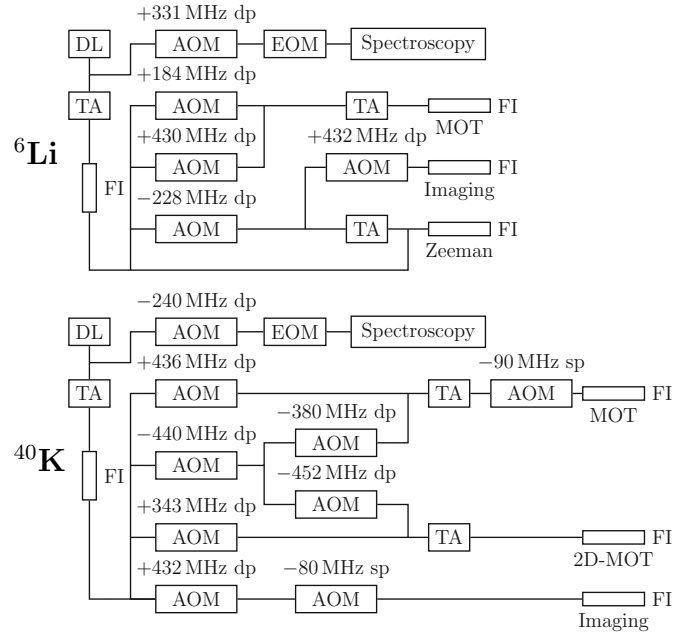 +331 MHz dp
DL AOM EOM Spectroscopy
+184 MHz dp
TA AOM TA FI
MOT
+430 MHz dp +432 MHz dp
⁶Li AOM AOM FI
Imaging
FI
−228 MHz dp
AOM TA FI
Zeeman
−240 MHz dp
DL AOM EOM Spectroscopy
+436 MHz dp −90 MHz sp
TA AOM TA AOM FI
MOT
−380 MHz dp
−440 MHz dp AOM
⁴⁰K FI AOM
−452 MHz dp
AOM
+343 MHz dp
AOM TA FI
2D-MOT
+432 MHz dp −80 MHz sp
AOM AOM FI
Imaging